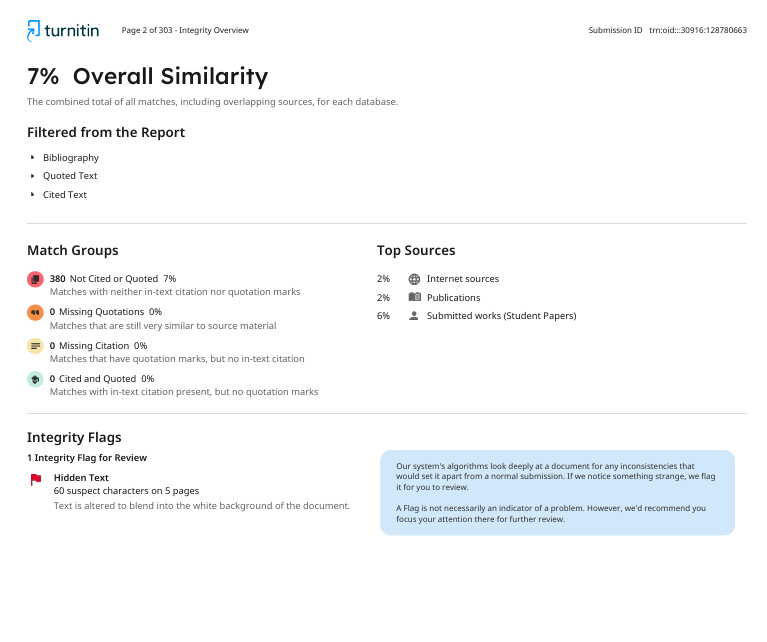 turnitin
Page 2 of 303 - Integrity Overview
Submission ID trn:oid:::30916:128780663
7% Overall Similarity
The combined total of all matches, including overlapping sources, for each database.
Filtered from the Report
Bibliography
Quoted Text
Cited Text
Match Groups
380 Not Cited or Quoted 7%
Matches with neither in-text citation nor quotation marks
0 Missing Quotations 0%
Matches that are still very similar to source material
0 Missing Citation 0%
Matches that have quotation marks, but no in-text citation
0 Cited and Quoted 0%
Matches with in-text citation present, but no quotation marks
Top Sources
2% Internet sources
2% Publications
6% Submitted works (Student Papers)
Integrity Flags
1 Integrity Flag for Review
Hidden Text
60 suspect characters on 5 pages
Text is altered to blend into the white background of the document.
Our system's algorithms look deeply at a document for any inconsistencies that
would set it apart from a normal submission. If we notice something strange, we flag
it for you to review.
A Flag is not necessarily an indicator of a problem. However, we'd recommend you
focus your attention there for further review.